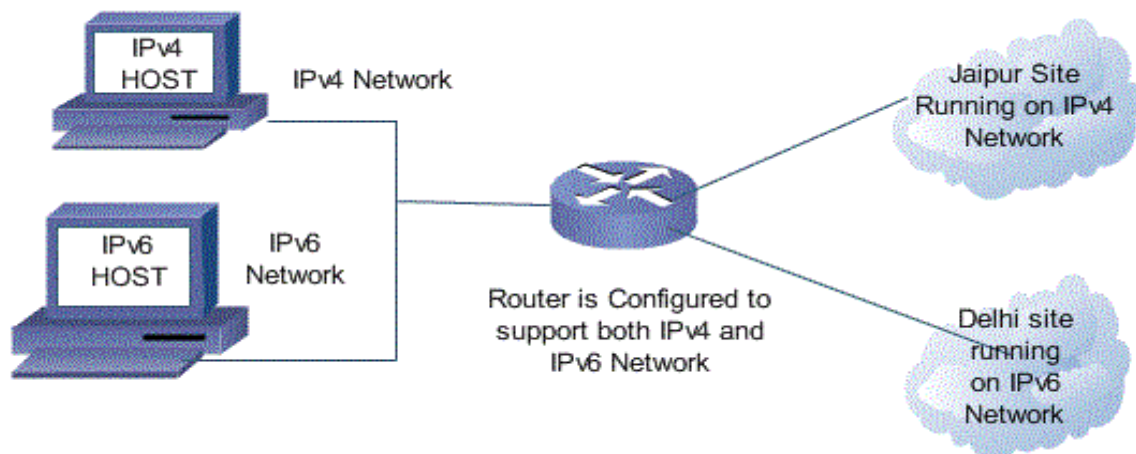 IPv4
HOST
IPv4 Network
IPv6
HOST
IPv6
Network
Router is Configured to
support both IPv4 and
IPv6 Network
Jaipur Site
Running on IPv4
Network
Delhi site
running
on IPv6
Network